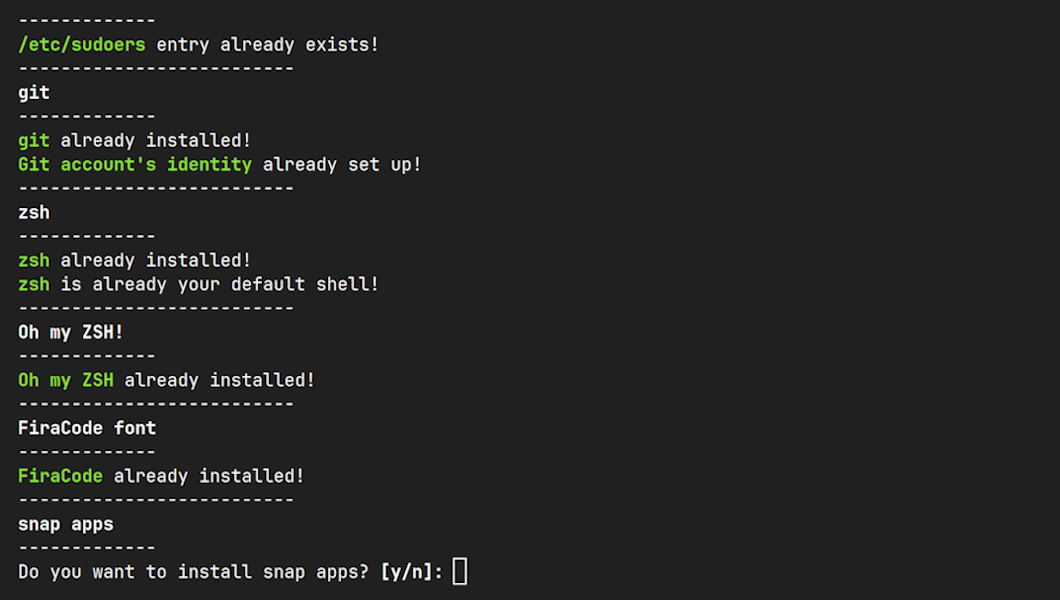 -------------
/etc/sudoers entry already exists!
--------------------------
git
-------------
git already installed!
Git account's identity already set up!
--------------------------
zsh
-------------
zsh already installed!
zsh is already your default shell!
--------------------------
Oh my ZSH!
-------------
Oh my ZSH already installed!
--------------------------
FiraCode font
-------------
FiraCode already installed!
--------------------------
snap apps
-------------
Do you want to install snap apps? [y/n]: